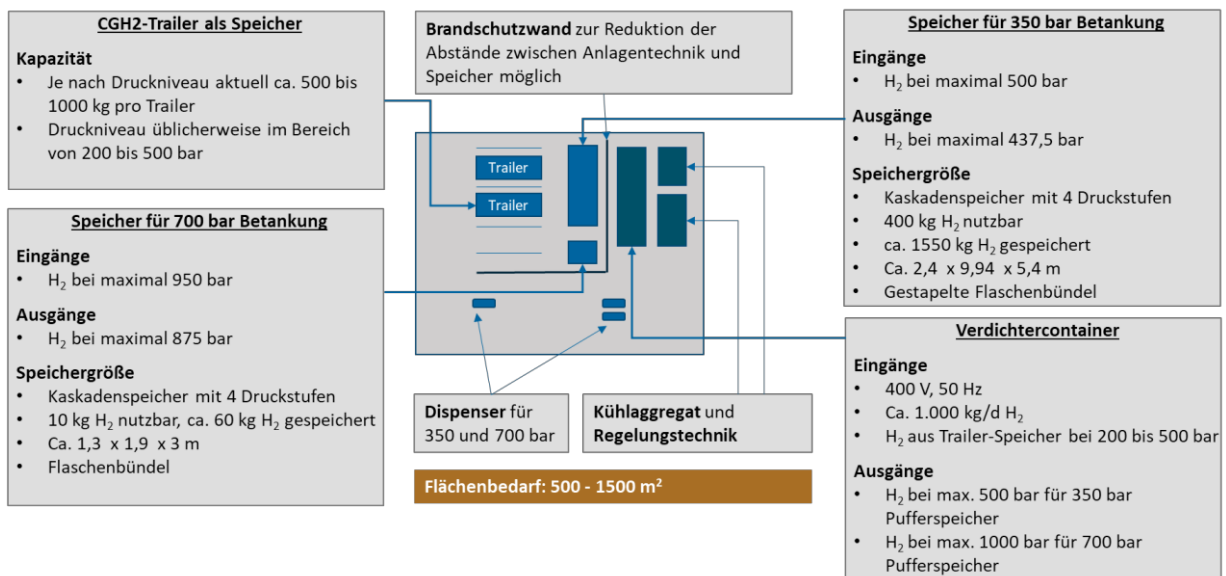 CGH2-Trailer als Speicher
Kapazität
• Je nach Druckniveau aktuell ca. 500 bis
1000 kg pro Trailer
• Druckniveau üblicherweise im Bereich
von 200 bis 500 bar
Speicher für 700 bar Betankung
Eingänge
• H₂ bei maximal 950 bar
Ausgänge
• H₂ bei maximal 875 bar
Speichergröße
• Kaskadenspeicher mit 4 Druckstufen
• 10 kg H₂ nutzbar, ca. 60 kg H₂ gespeichert
• Ca. 1,3 x 1,9 x 3 m
• Flaschenbündel
Brandschutzwand zur Reduktion der
Abstände zwischen Anlagentechnik und
Speicher möglich
Trailer
Trailer
Dispenser für
350 und 700 bar
Kühlaggregat und
Regelungstechnik
Flächenbedarf: 500 - 1500 m²
Speicher für 350 bar Betankung
Eingänge
• H₂ bei maximal 500 bar
Ausgänge
• H₂ bei maximal 437,5 bar
Speichergröße
• Kaskadenspeicher mit 4 Druckstufen
• 400 kg H₂ nutzbar
• ca. 1550 kg H₂ gespeichert
• Ca. 2,4 x 9,94 x 5,4 m
• Gestapelte Flaschenbündel
Verdichtercontainer
Eingänge
• 400 V, 50 Hz
• Ca. 1.000 kg/d H₂
• H₂ aus Trailer-Speicher bei 200 bis 500 bar
Ausgänge
• H₂ bei max. 500 bar für 350 bar
Pufferspeicher
• H₂ bei max. 1000 bar für 700 bar
Pufferspeicher